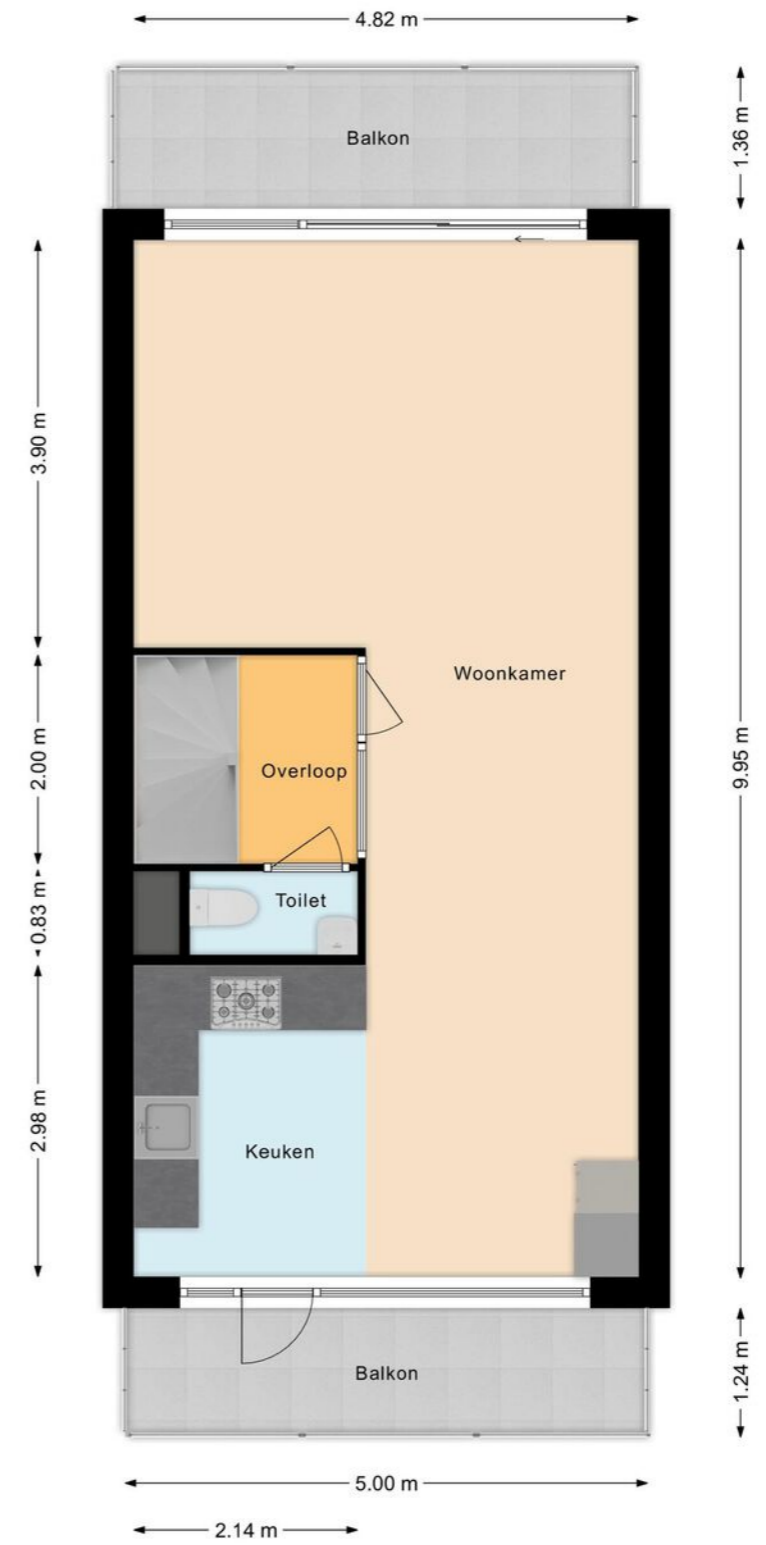 4.82 m
Balkon
1.36 m
3.90 m
Woonkamer
9.95 m
2.00 m
Overloop
0.83 m
Toilet
2.98 m
Keuken
Balkon
1.24 m
5.00 m
2.14 m